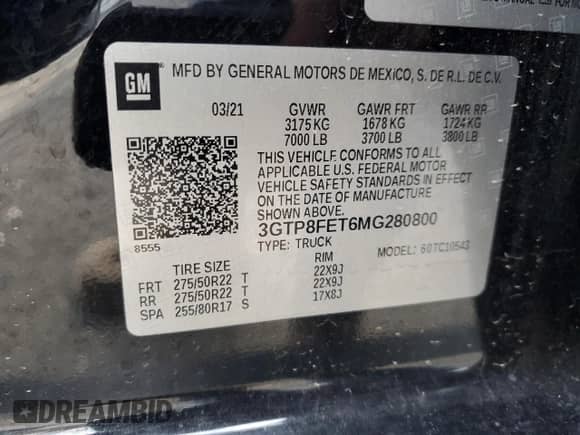 GM
MFD BY GENERAL MOTORS DE MEXICO, S. DE R.L. DE C.V.
03/21 GVWR GAWR FRT GAWR RR
3175 KG 1678 KG 1724 KG
7000 LB 3700 LB 3800 LB
THIS VEHICLE CONFORMS TO ALL
APPLICABLE U.S. FEDERAL MOTOR
VEHICLE SAFETY STANDARDS IN EFFECT
ON THE DATE OF MANUFACTURE
SHOWN ABOVE.
3GTP8FET6MG280800
8555
TYPE: TRUCK MODEL:
TIRE SIZE RIM
FRT 275/50R22 T 22X9J
RR 275/50R22 T 22X9J
SPA 255/80R17 S 17X8J
DREAMBID